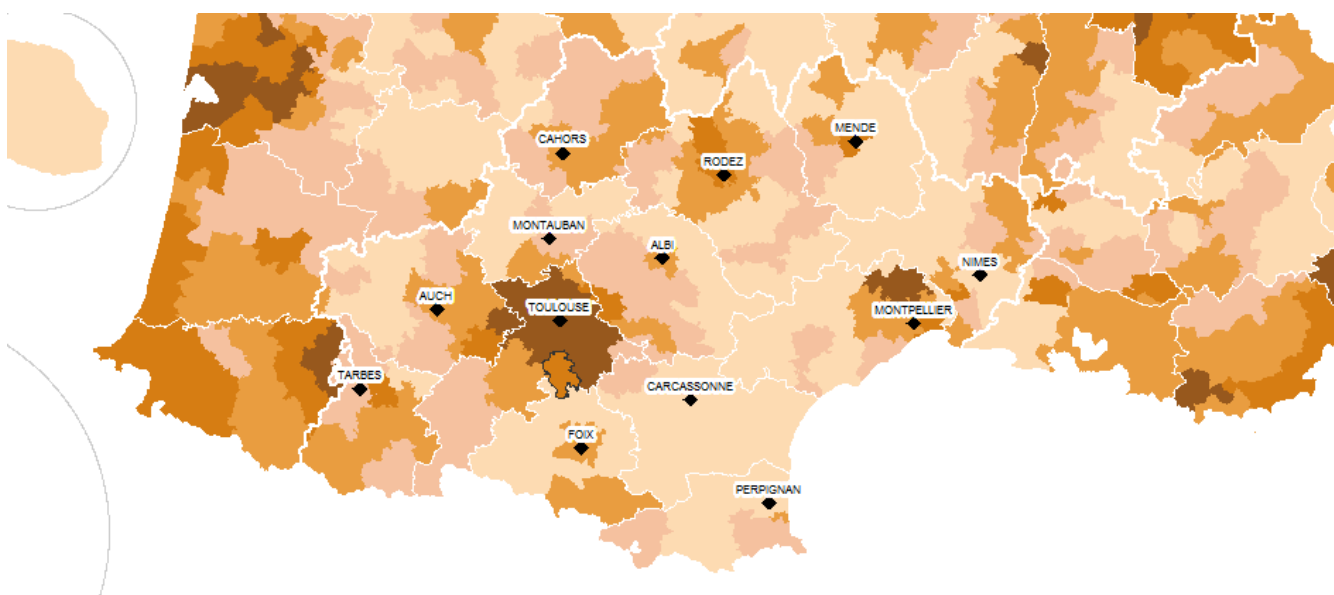 MENDE
CAHORS
RODEZ
MONTAUBAN
ALBI
NIMES
AUCH
TOULOUSE
MONTPELLIER
TARBES
CARCASSONNE
FOIX
PERPIGNAN